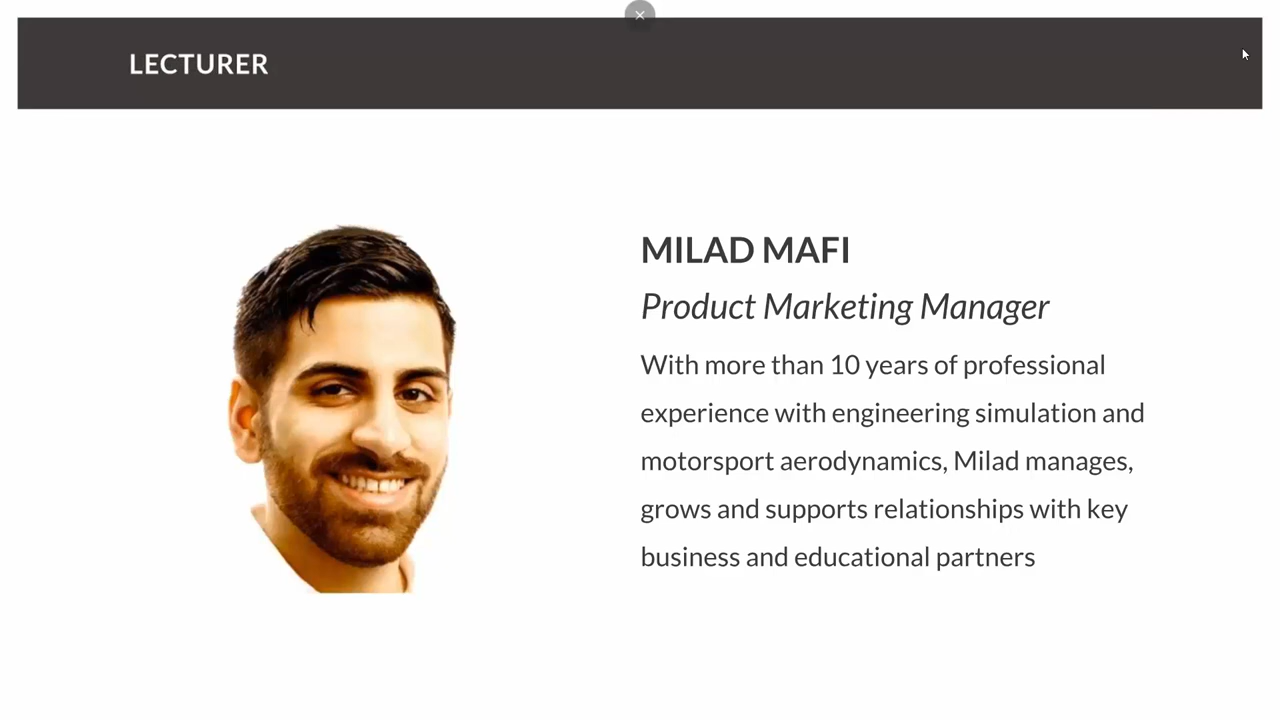 LECTURER
MILAD MAFI
Product Marketing Manager
With more than 10 years of professional
experience with engineering simulation and
motorsport aerodynamics, Milad manages,
grows and supports relationships with key
business and educational partners